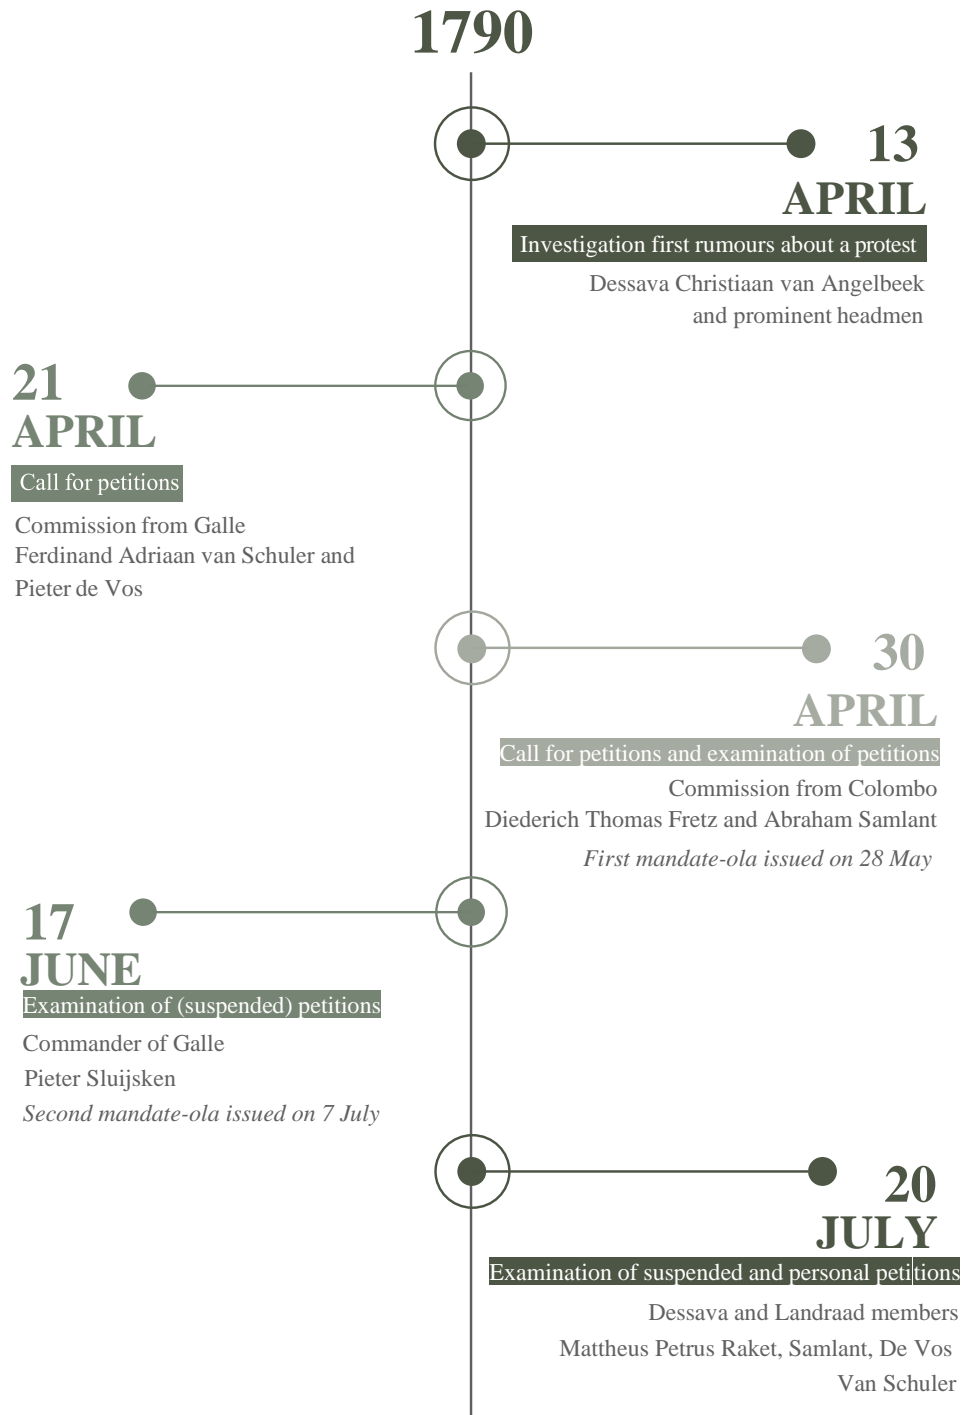 1790
13
APRIL
Investigation first rumours about a protest
Dessava Christiaan van Angelbeek
and prominent headmen
21
APRIL
Call for petitions
Commission from Galle
Ferdinand Adriaan van Schuler and
Pieter de Vos
30
APRIL
Call for petitions and examination of petitions
Commission from Colombo
Diederich Thomas Fretz and Abraham Samlant
First mandate-ola issued on 28 May
17
JUNE
Examination of (suspended) petitions
Commander of Galle
Pieter Sluijsken
Second mandate-ola issued on 7 July
20
JULY
Examination of suspended and personal petitions
Dessava and Landraad members
Mattheus Petrus Raket, Samlant, De Vos
Van Schuler